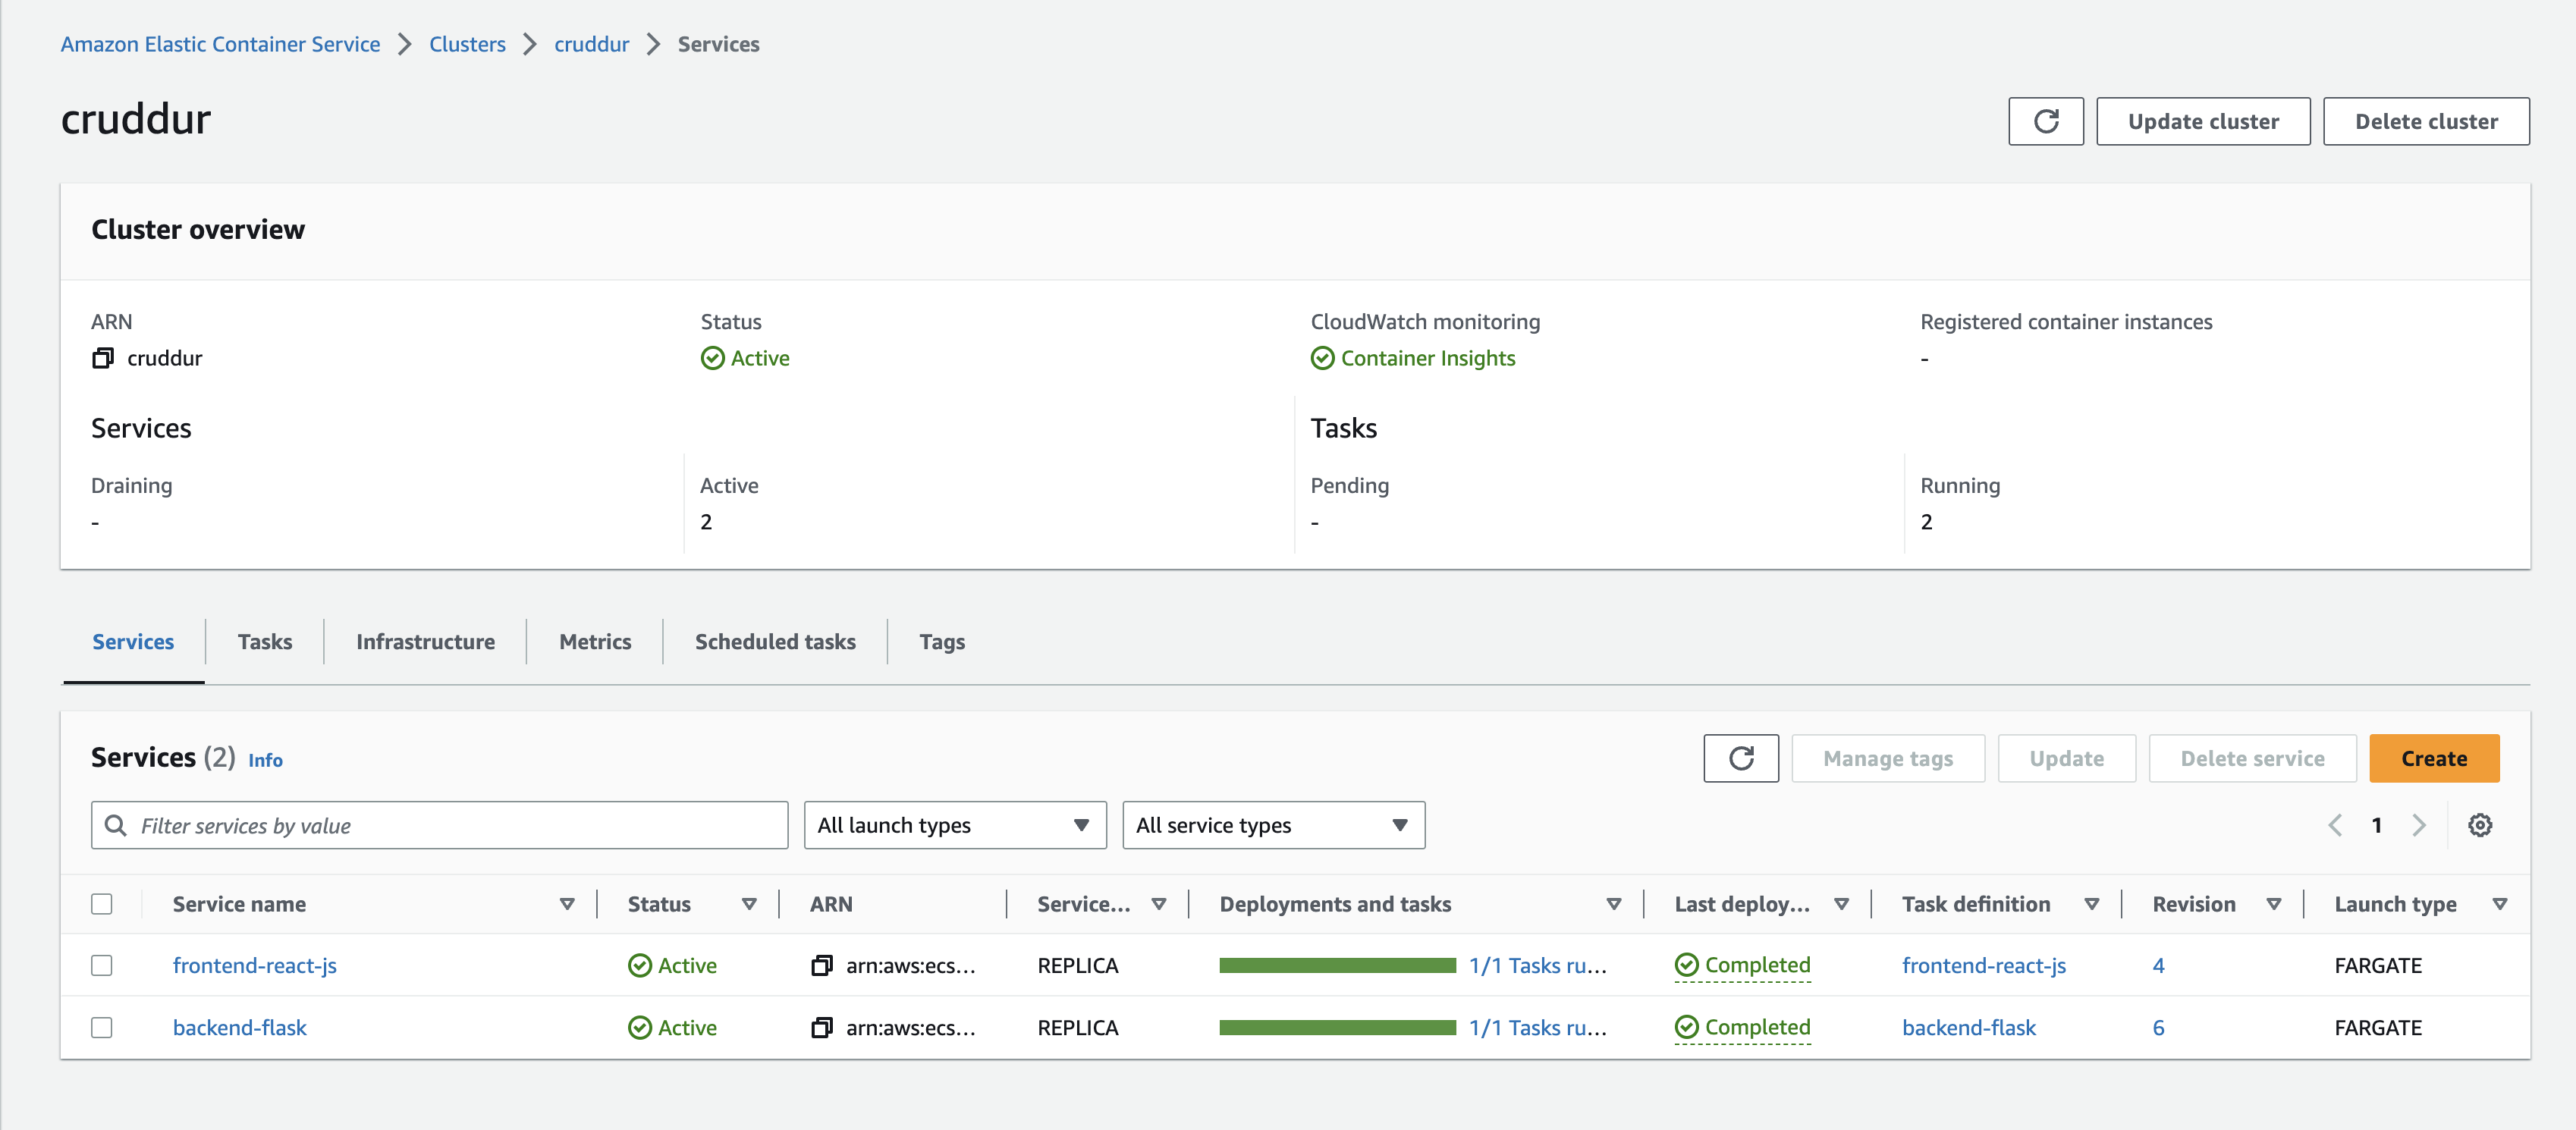 Amazon Elastic Container Service > Clusters > cruddur > Services
cruddur
Update cluster
Delete cluster
Cluster overview
ARN
cruddur
Status
Active
CloudWatch monitoring
Container Insights
Registered container instances
-
Services
Draining
-
Active
2
Tasks
Pending
-
Running
2
Services Tasks Infrastructure Metrics Scheduled tasks Tags
Services (2) Info
Manage tags Update Delete service Create
Filter services by value All launch types All service types 1
Service name Status ARN Service... Deployments and tasks Last deploy... Task definition Revision Launch type
frontend-react-js Active arn:aws:ecs... REPLICA 1/1 Tasks ru... Completed frontend-react-js 4 FARGATE
backend-flask Active arn:aws:ecs... REPLICA 1/1 Tasks ru... Completed backend-flask 6 FARGATE